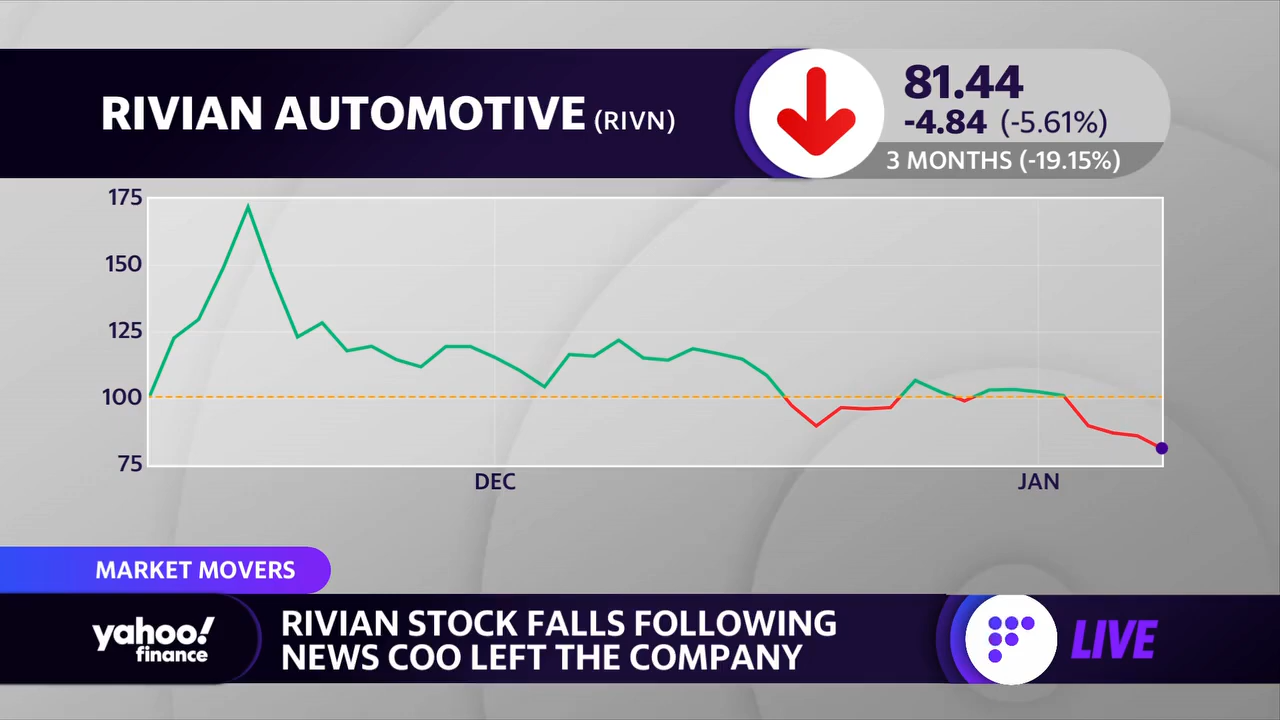 RIVIAN AUTOMOTIVE (RIVN)
81.44
-4.84 (-5.61%)
3 MONTHS (-19.15%)
175
150
125
100
75
DEC
JAN
MARKET MOVERS
yahoo!
finance
RIVIAN STOCK FALLS FOLLOWING
NEWS COO LEFT THE COMPANY
LIVE